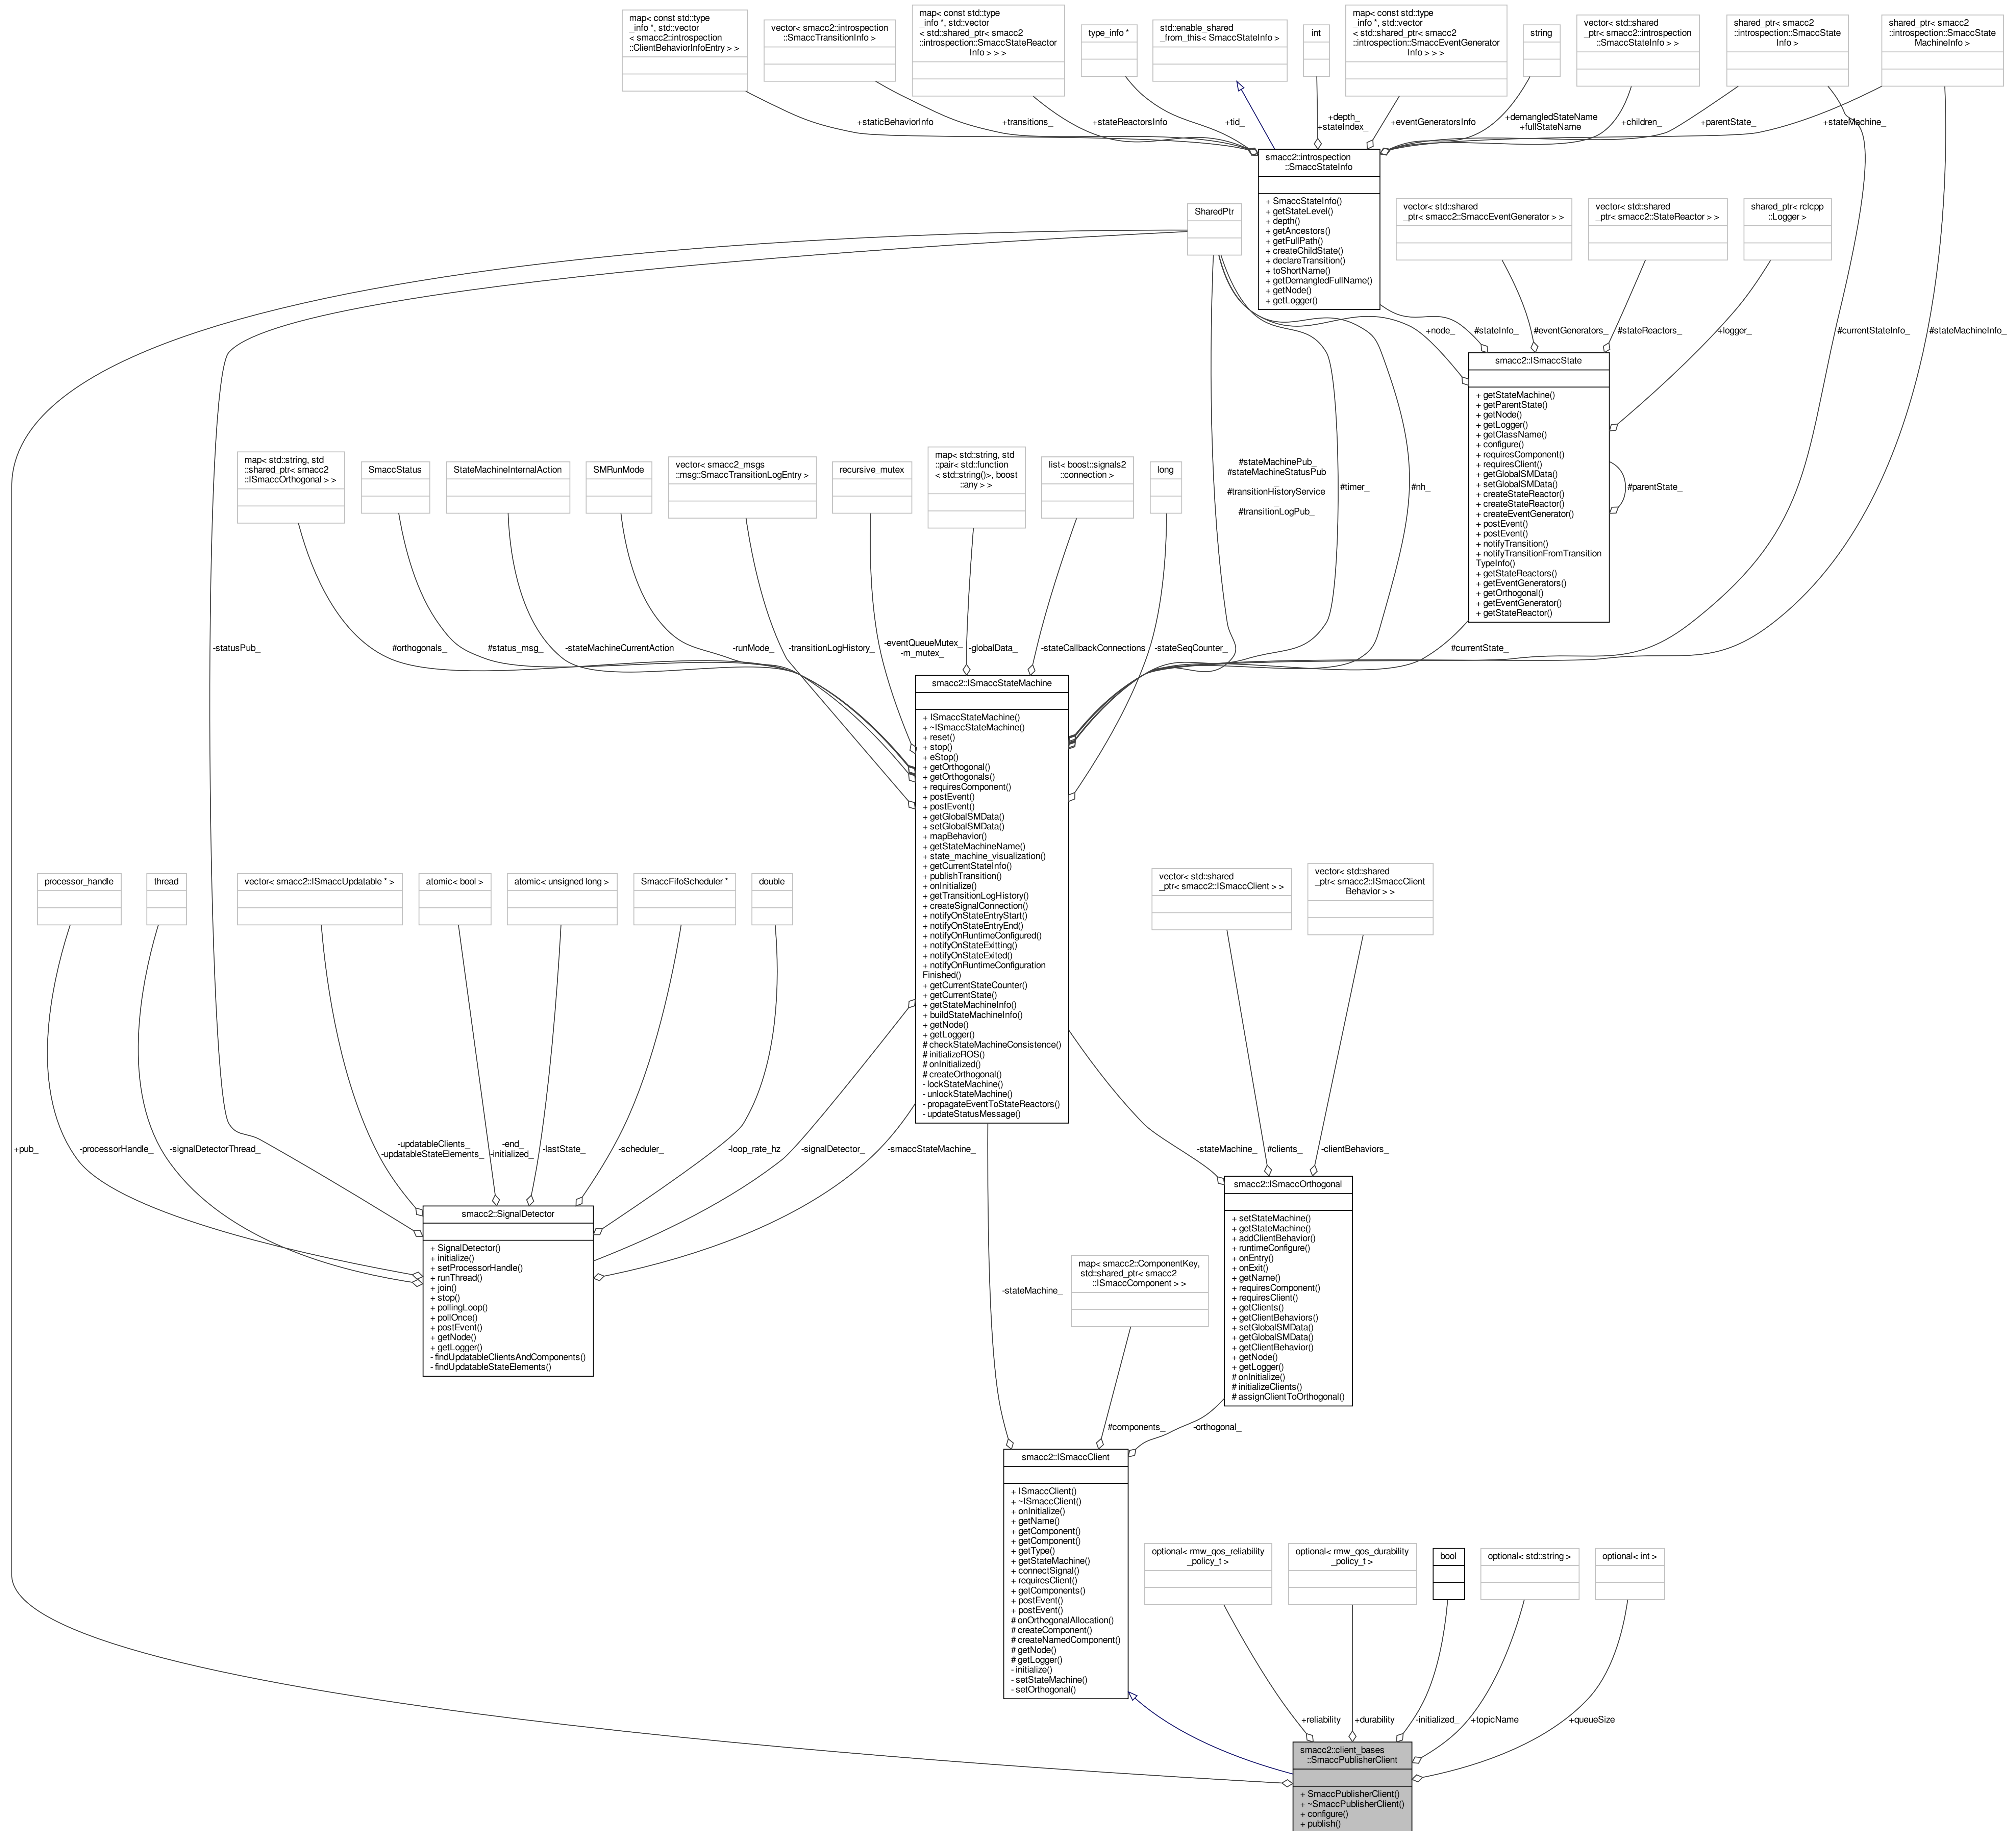 map< const std::type
_info *, std::vector
< smacc2::introspection
::ClientBehaviorInfoEntry > >
vector< smacc2::introspection
::SmaccTransitionInfo >
map< const std::type
_info *, std::vector
< std::shared_ptr< smacc2
::introspection::SmaccStateReactor
Info > > >
type_info *
std::enable_shared
_from_this< SmaccStateInfo >
int
map< const std::type
_info *, std::vector
< std::shared_ptr< smacc2
::introspection::SmaccEventGenerator
Info > > >
string
vector< std::shared
_ptr< smacc2::introspection
::SmaccStateInfo > >
shared_ptr< smacc2
::introspection::SmaccState
Info >
shared_ptr< smacc2
::introspection::SmaccState
MachineInfo >
+staticBehaviorInfo
+transitions_
+stateReactorsInfo
+tid_
+depth_
+stateIndex_
+eventGeneratorsInfo
+demangledStateName
+fullStateName
+children_
+parentState_
+stateMachine_
smacc2::introspection
::SmaccStateInfo
+ SmaccStateInfo()
+ getStateLevel()
+ depth()
+ getAncestors()
+ getFullPath()
+ createChildState()
+ declareTransition()
+ toShortName()
+ getDemangledFullName()
+ getNode()
+ getLogger()
SharedPtr
vector< std::shared
_ptr< smacc2::SmaccEventGenerator > >
vector< std::shared
_ptr< smacc2::StateReactor > >
shared_ptr< rclcpp
::Logger >
+node_
#stateInfo_
#eventGenerators_
#stateReactors_
+logger_
#currentStateInfo_
#stateMachineInfo_
smacc2::ISmaccState
+ getStateMachine()
+ getParentState()
+ getNode()
+ getLogger()
+ getClassName()
+ configure()
+ requiresComponent()
+ requiresClient()
+ getGlobalSMData()
+ setGlobalSMData()
+ createStateReactor()
+ createStateReactor()
+ createEventGenerator()
+ postEvent()
+ postEvent()
+ notifyTransition()
+ notifyTransitionFromTransition
TypeInfo()
+ getStateReactors()
+ getEventGenerators()
+ getOrthogonal()
+ getEventGenerator()
+ getStateReactor()
#parentState_
map< std::string, std
::shared_ptr< smacc2
::ISmaccOrthogonal > >
SmaccStatus
StateMachineInternalAction
SMRunMode
vector< smacc2_msgs
::msg::SmaccTransitionLogEntry >
recursive_mutex
map< std::string, std
::pair< std::function
< std::string()>, boost
::any > >
list< boost::signals2
::connection >
long
#stateMachinePub_
#stateMachineStatusPub
_
#transitionHistoryService
_
#transitionLogPub_
#timer_
#nh_
-statusPub_
#orthogonals_
#status_msg_
-stateMachineCurrentAction
-runMode_
-transitionLogHistory_
-eventQueueMutex_
-m_mutex_
-globalData_
-stateCallbackConnections
-stateSeqCounter_
#currentState_
smacc2::ISmaccStateMachine
+ ISmaccStateMachine()
+ ~ISmaccStateMachine()
+ reset()
+ stop()
+ eStop()
+ getOrthogonal()
+ getOrthogonals()
+ requiresComponent()
+ postEvent()
+ postEvent()
+ getGlobalSMData()
+ setGlobalSMData()
+ mapBehavior()
+ getStateMachineName()
+ state_machine_visualization()
+ getCurrentStateInfo()
+ publishTransition()
+ onInitialize()
+ getTransitionLogHistory()
+ createSignalConnection()
+ notifyOnStateEntryStart()
+ notifyOnStateEntryEnd()
+ notifyOnRuntimeConfigured()
+ notifyOnStateExitting()
+ notifyOnStateExited()
+ notifyOnRuntimeConfiguration
Finished()
+ getCurrentStateCounter()
+ getCurrentState()
+ getStateMachineInfo()
+ buildStateMachineInfo()
+ getNode()
+ getLogger()
# checkStateMachineConsistence()
# initializeROS()
# onInitialized()
# createOrthogonal()
- lockStateMachine()
- unlockStateMachine()
- propagateEventToStateReactors()
- updateStatusMessage()
processor_handle
thread
vector< smacc2::ISmaccUpdatable * >
atomic< bool >
atomic< unsigned long >
SmaccFifoScheduler *
double
vector< std::shared
_ptr< smacc2::ISmaccClient > >
vector< std::shared
_ptr< smacc2::ISmaccClient
Behavior > >
+pub_
-processorHandle_
-signalDetectorThread_
-updatableClients_
-updatableStateElements_
-end_
-initialized_
-lastState_
-scheduler_
-loop_rate_hz
-signalDetector_
-smaccStateMachine_
-stateMachine_
#clients_
-clientBehaviors_
smacc2::SignalDetector
+ SignalDetector()
+ initialize()
+ setProcessorHandle()
+ runThread()
+ join()
+ stop()
+ pollingLoop()
+ pollOnce()
+ postEvent()
+ getNode()
+ getLogger()
- findUpdatableClientsAndComponents()
- findUpdatableStateElements()
smacc2::ISmaccOrthogonal
+ setStateMachine()
+ getStateMachine()
+ addClientBehavior()
+ runtimeConfigure()
+ onEntry()
+ onExit()
+ getName()
+ requiresComponent()
+ requiresClient()
+ getClients()
+ getClientBehaviors()
+ setGlobalSMData()
+ getGlobalSMData()
+ getClientBehavior()
+ getNode()
+ getLogger()
# onInitialize()
# initializeClients()
# assignClientToOrthogonal()
map< smacc2::ComponentKey,
std::shared_ptr< smacc2
::ISmaccComponent > >
-stateMachine_
#components_
-orthogonal_
smacc2::ISmaccClient
+ ISmaccClient()
+ ~ISmaccClient()
+ onInitialize()
+ getName()
+ getComponent()
+ getComponent()
+ getType()
+ getStateMachine()
+ connectSignal()
+ requiresClient()
+ getComponents()
+ postEvent()
+ postEvent()
# onOrthogonalAllocation()
# createComponent()
# createNamedComponent()
# getNode()
# getLogger()
- initialize()
- setStateMachine()
- setOrthogonal()
optional< rmw_qos_reliability
_policy_t >
optional< rmw_qos_durability
_policy_t >
bool
optional< std::string >
optional< int >
+reliability
+durability
-initialized_
+topicName
+queueSize
smacc2::client_bases
::SmaccPublisherClient
+ SmaccPublisherClient()
+ ~SmaccPublisherClient()
+ configure()
+ publish()